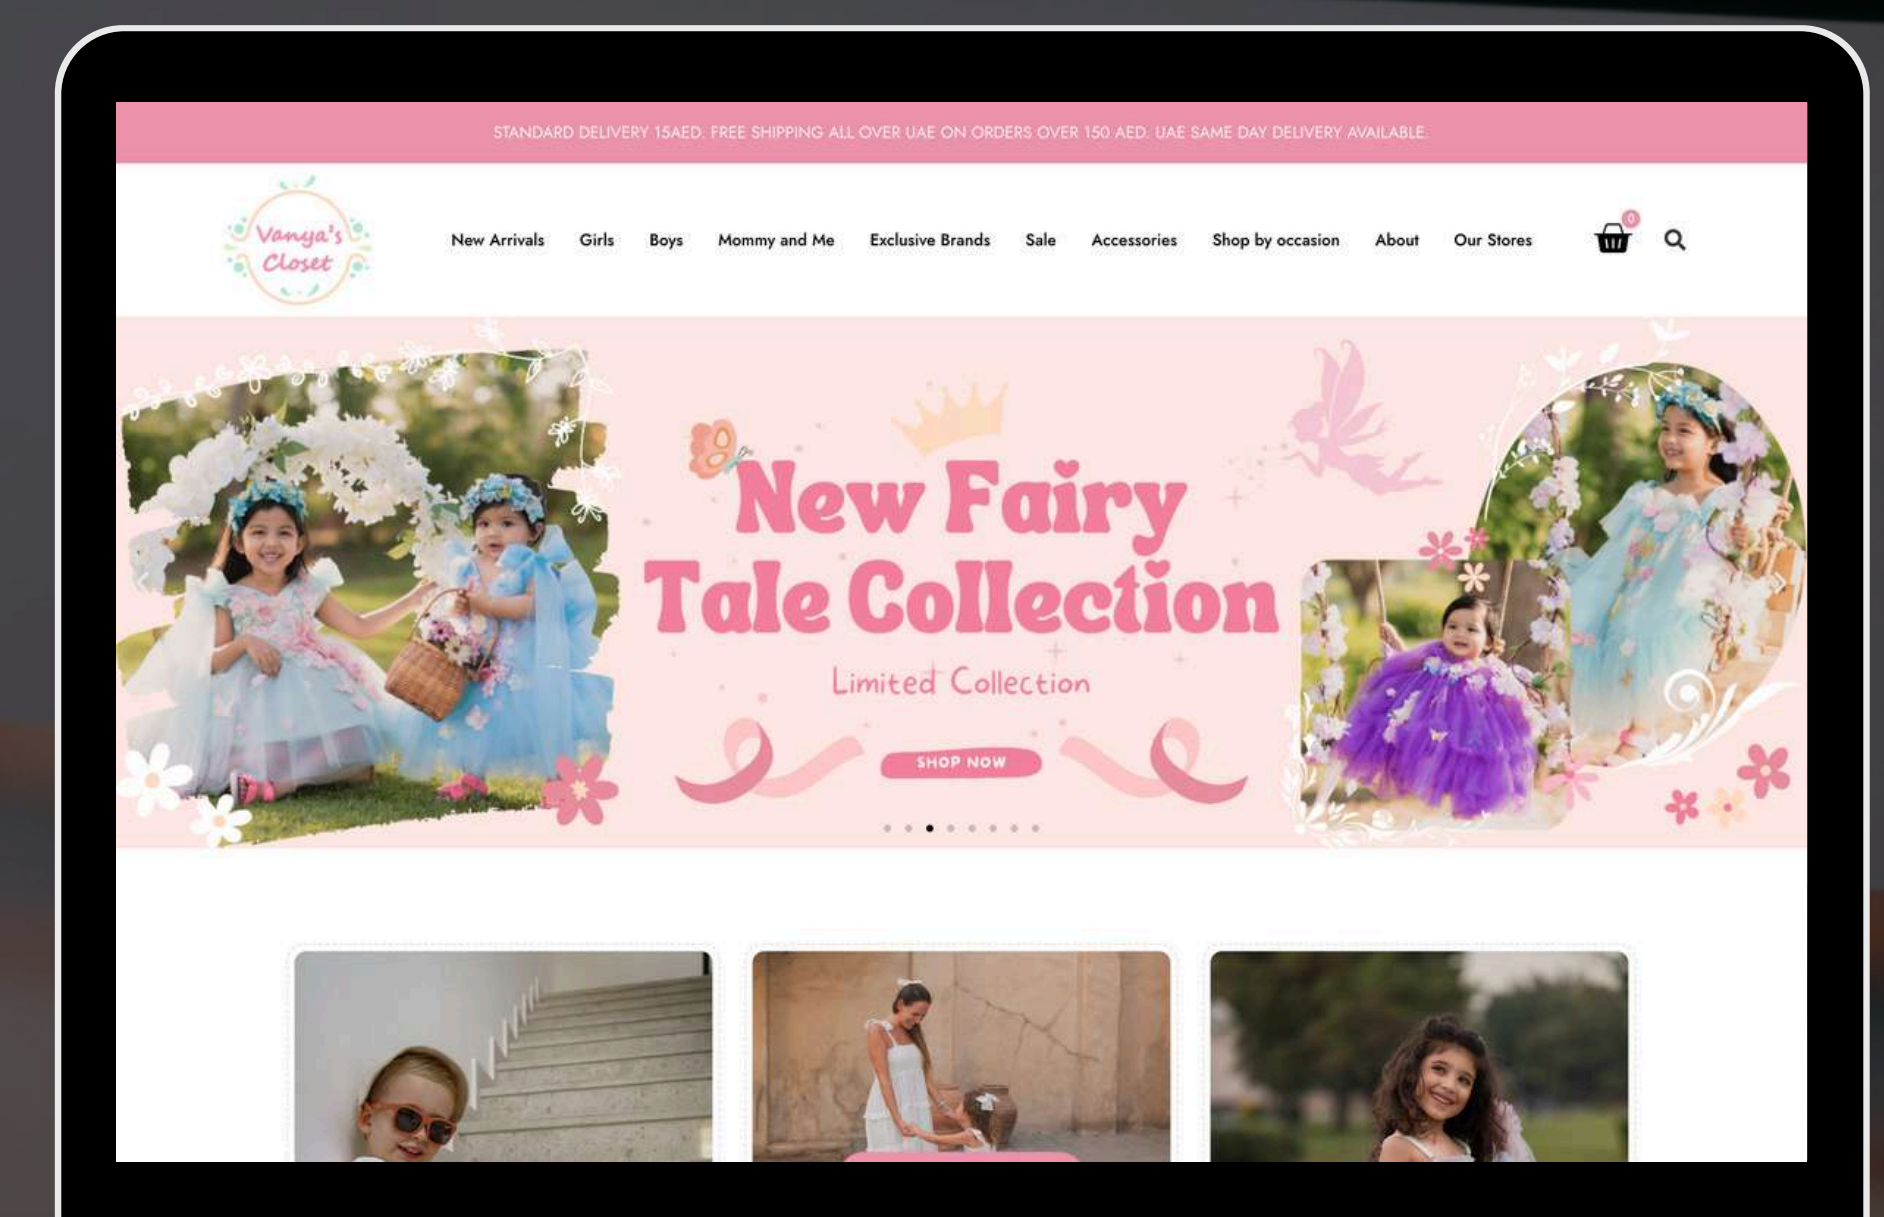 STANDARD DELIVERY 15AED. FREE SHIPPING ALL OVER UAE ON ORDERS OVER 150 AED. UAE SAME DAY DELIVERY AVAILABLE.
Vanya's
Closet
New Arrivals Girls Boys Mommy and Me Exclusive Brands Sale Accessories Shop by occasion About Our Stores
0
New Fairy
Tale Collection
Limited Collection
SHOP NOW